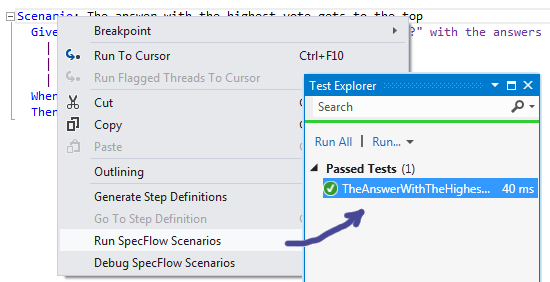 Scenario: The answer with the highest vote gets to the top
Give
?" with the answers
|
|
|
When
Then
Breakpoint
Run To Cursor Ctrl+F10
Run Flagged Threads To Cursor
Cut
Copy
Paste
Outlining
Generate Step Definitions
Go To Step Definition
Run SpecFlow Scenarios
Debug SpecFlow Scenarios
Test Explorer
Search
Run All | Run...
Passed Tests (1)
TheAnswerWithTheHighes... 40 ms